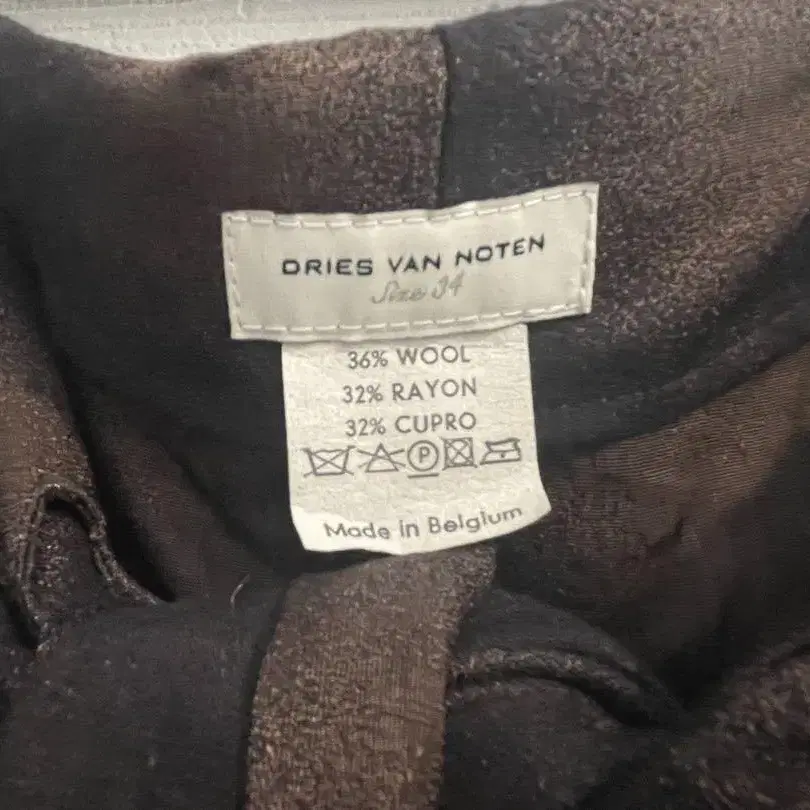 DRIES VAN NOTEN
Size 34
36% WOOL
32% RAYON
32% CUPRO
P
Made in Belgium